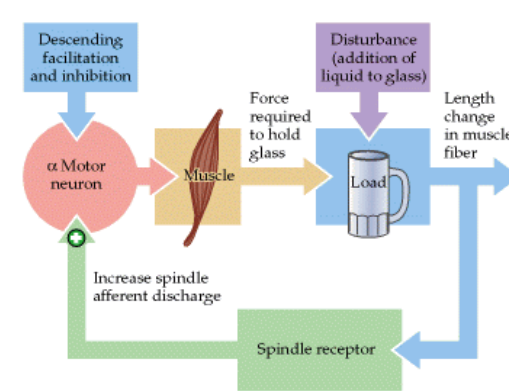 Descending
facilitation
and inhibition
Disturbance
(addition of
liquid to glass)
Force
required
to hold
glass
Length
change
in muscle
fiber
α Motor
neuron
Muscle
Load
Increase spindle
afferent discharge
Spindle receptor